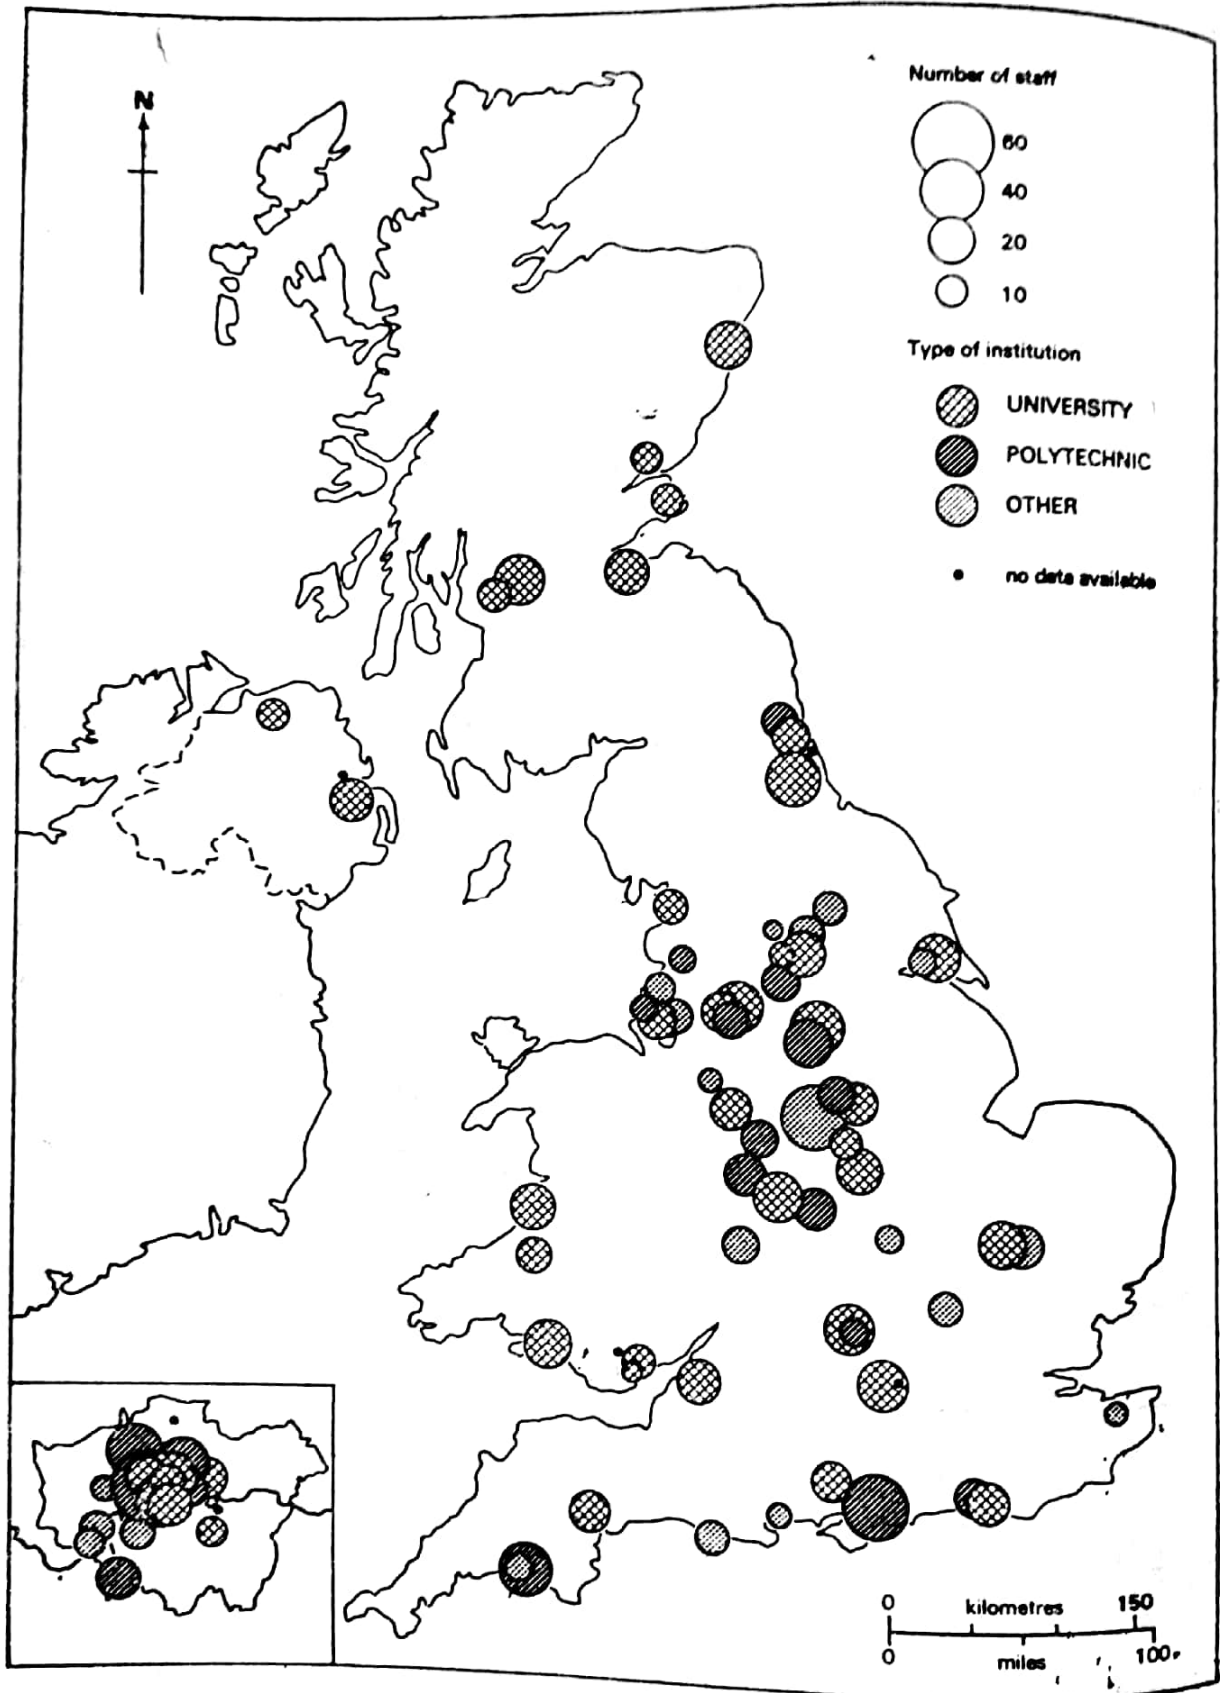 N
Number of staff
60
40
20
10
Type of institution
UNIVERSITY
POLYTECHNIC
OTHER
no data available
0 kilometres 150
0 miles 100